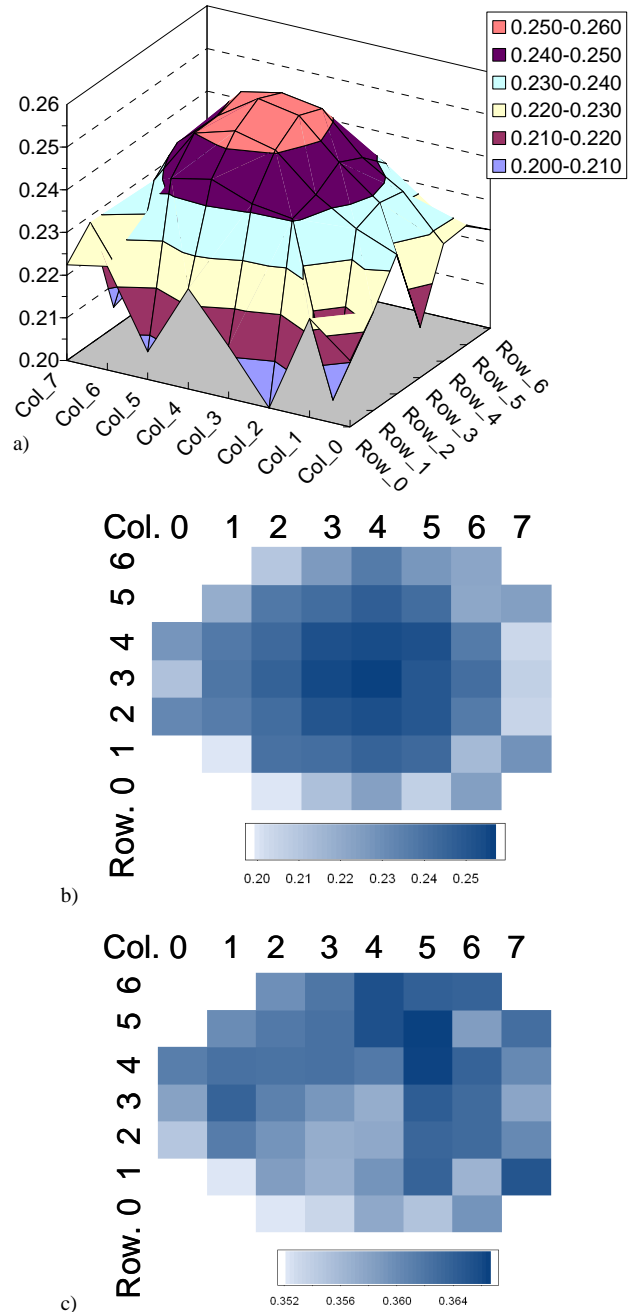 0.250-0.260
0.240-0.250
0.230-0.240
0.220-0.230
0.210-0.220
0.200-0.210
0.26
0.25
0.24
0.23
0.22
0.21
0.20
Col_7
Col_6
Col_5
Col_4
Col_3
Col_2
Col_1
Col_0
Row_0
Row_1
Row_2
Row_3
Row_4
Row_5
Row_6
a)
Col. 0 1 2 3 4 5 6 7
Row. 0 1 2 3 4 5 6
0.20 0.21 0.22 0.23 0.24 0.25
b)
Col. 0 1 2 3 4 5 6 7
Row. 0 1 2 3 4 5 6
0.352 0.356 0.360 0.364
c)